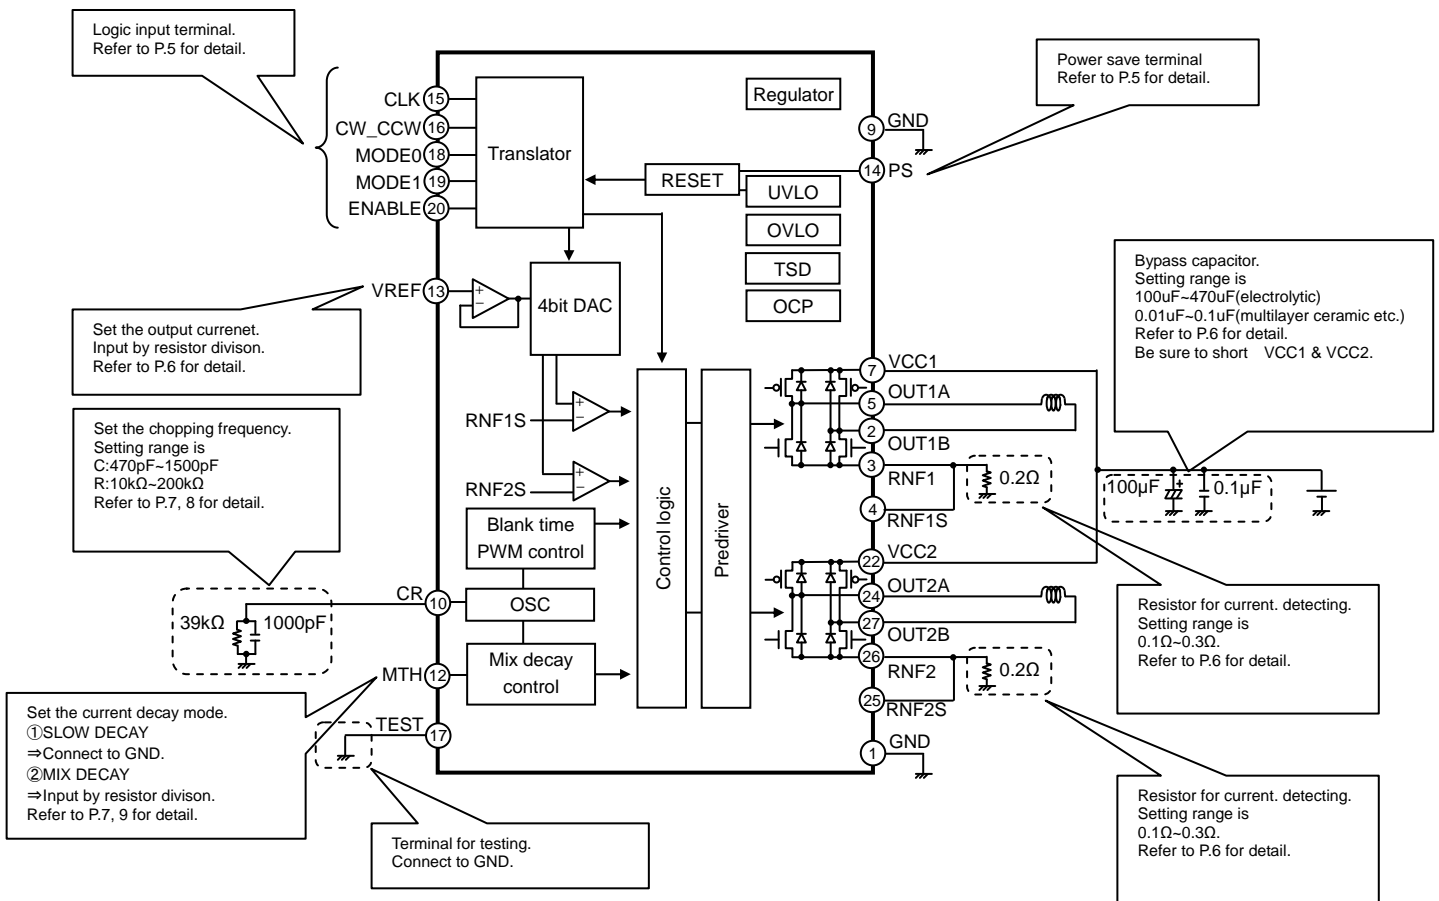 Logic input terminal.
Refer to P.5 for detail.
Power save terminal
Refer to P.5 for detail.
CLK 15
CW_CCW 16
MODE0 18
MODE1 19
ENABLE 20
Translator
Regulator
9 GND
14 PS
RESET
UVLO
OVLO
TSD
OCP
VREF 13
+
−
4bit DAC
Set the output currenet.
Input by resistor divison.
Refer to P.6 for detail.
Bypass capacitor.
Setting range is
100uF~470uF(electrolytic)
0.01uF~0.1uF(multilayer ceramic etc.)
Refer to P.6 for detail.
Be sure to short VCC1 & VCC2.
Set the chopping frequency.
Setting range is
C:470pF~1500pF
R:10kΩ~200kΩ
Refer to P.7, 8 for detail.
RNF1S
+
−
RNF2S
+
−
Blank time
PWM control
OSC
Mix decay
control
Control logic
Predriver
7 VCC1
5 OUT1A
2 OUT1B
3 RNF1
4 RNF1S
0.2Ω
100µF
+
0.1µF
22 VCC2
24 OUT2A
27 OUT2B
26 RNF2
25 RNF2S
0.2Ω
1 GND
CR 10
39kΩ
1000pF
MTH 12
TEST 17
Set the current decay mode.
①SLOW DECAY
⇒Connect to GND.
②MIX DECAY
⇒Input by resistor divison.
Refer to P.7, 9 for detail.
Terminal for testing.
Connect to GND.
Resistor for current. detecting.
Setting range is
0.1Ω~0.3Ω.
Refer to P.6 for detail.
Resistor for current. detecting.
Setting range is
0.1Ω~0.3Ω.
Refer to P.6 for detail.